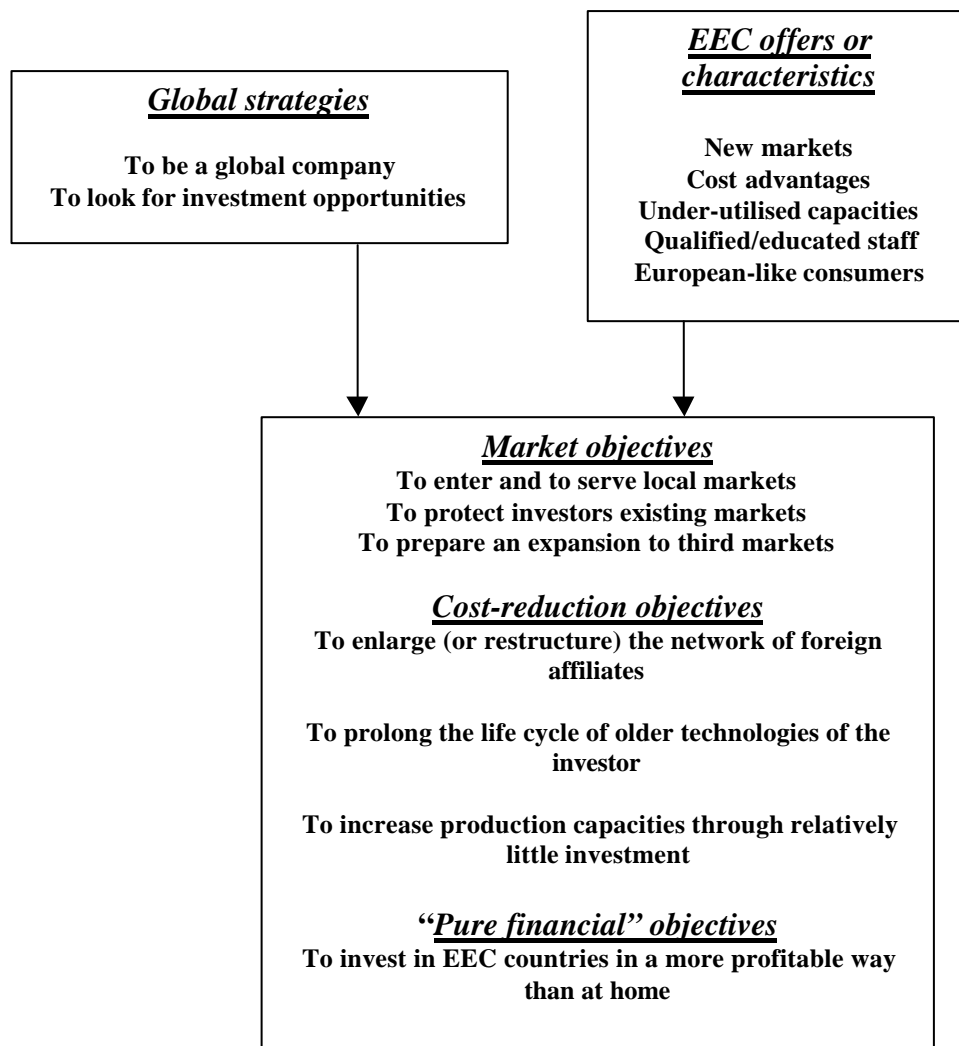 Global strategies
To be a global company
To look for investment opportunities
EEC offers or
characteristics
New markets
Cost advantages
Under-utilised capacities
Qualified/educated staff
European-like consumers
Market objectives
To enter and to serve local markets
To protect investors existing markets
To prepare an expansion to third markets
Cost-reduction objectives
To enlarge (or restructure) the network of foreign
affiliates
To prolong the life cycle of older technologies of the
investor
To increase production capacities through relatively
little investment
“Pure financial” objectives
To invest in EEC countries in a more profitable way
than at home